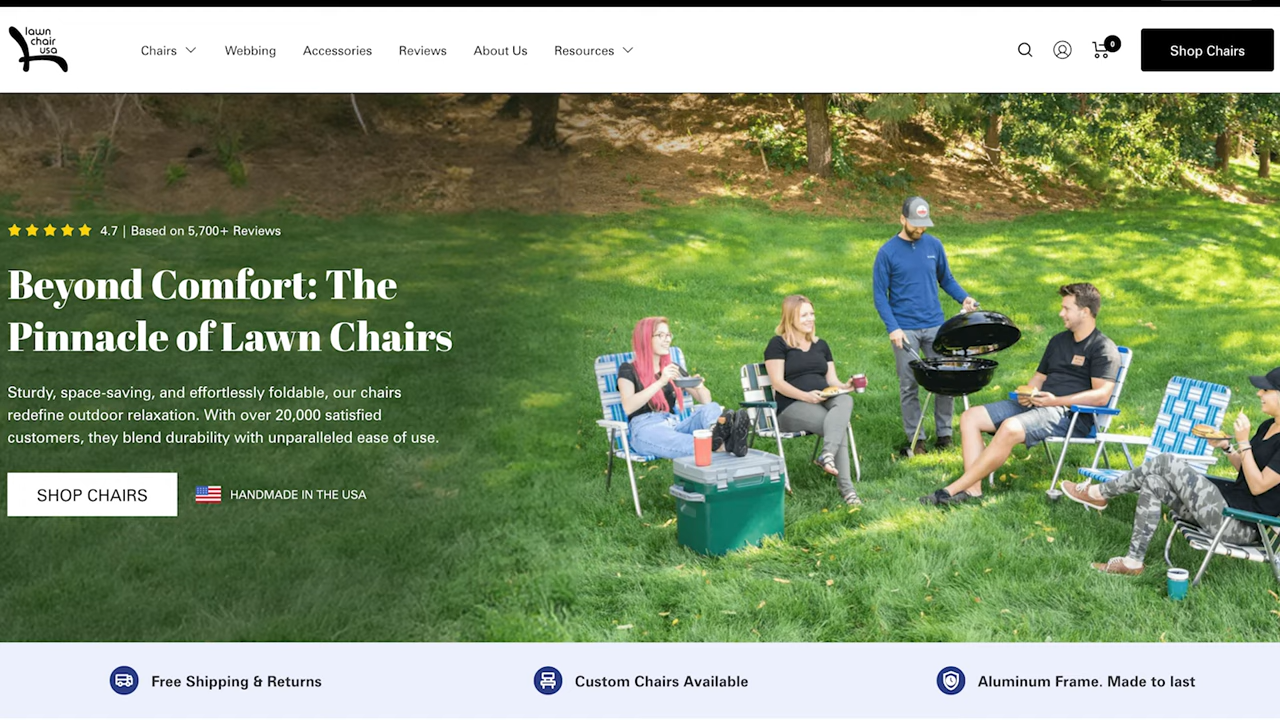 lawn
chair
usa
Chairs
Webbing
Accessories
Reviews
About Us
Resources
0
Shop Chairs
4.7 | Based on 5,700+ Reviews
Beyond Comfort: The
Pinnacle of Lawn Chairs
Sturdy, space-saving, and effortlessly foldable, our chairs
redefine outdoor relaxation. With over 20,000 satisfied
customers, they blend durability with unparalleled ease of use.
SHOP CHAIRS
HANDMADE IN THE USA
Free Shipping & Returns
Custom Chairs Available
Aluminum Frame. Made to last